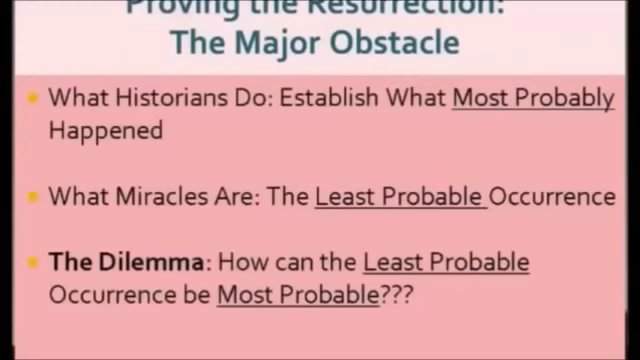 Proving the Resurrection:
The Major Obstacle
What Historians Do: Establish What Most Probably
Happened
What Miracles Are: The Least Probable Occurrence
The Dilemma: How can the Least Probable
Occurrence be Most Probable???